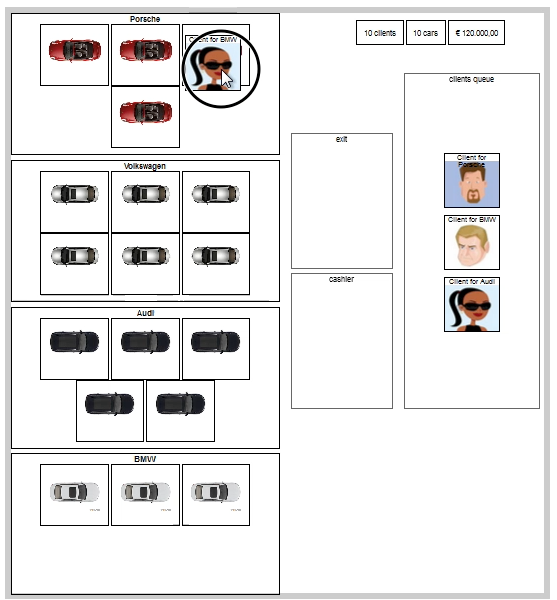 Porsche
Client for BMW
Volkswagen
Audi
BMW
10 clients
10 cars
€ 120.000,00
clients queue
exit
cashier
Client for
Porsche
Client for BMW
Client for Audi